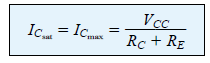 I_{C_{sat}} = I_{C_{max}} = \frac{V_{CC}}{R_C + R_E}